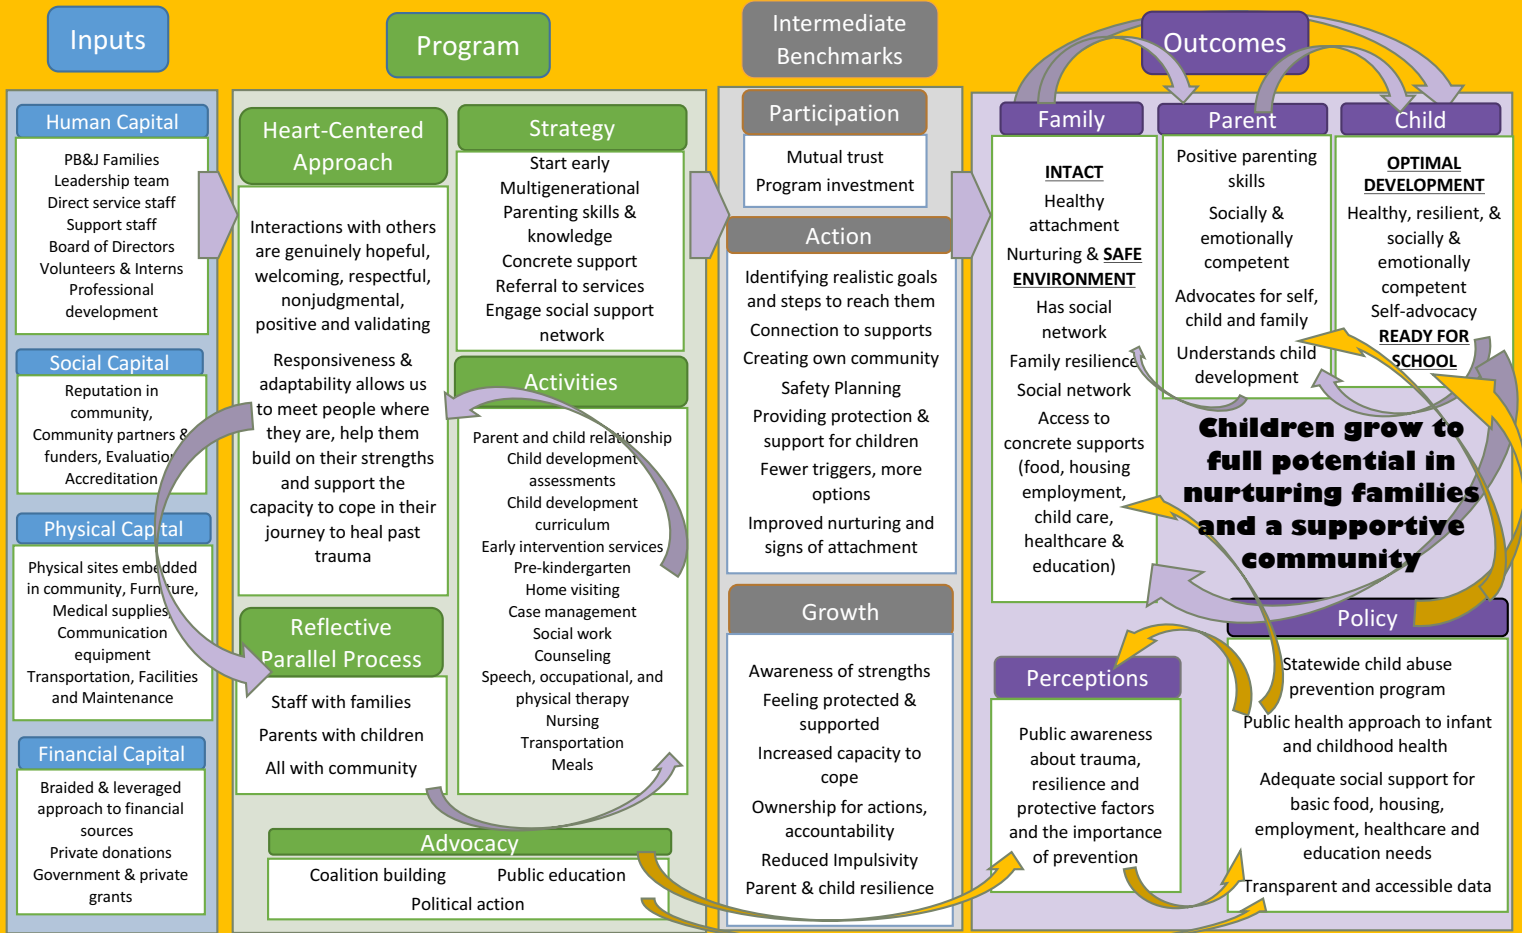 Inputs
Program
Intermediate
Benchmarks
Outcomes
Human Capital
PB&J Families
Leadership team
Direct service staff
Support staff
Board of Directors
Volunteers & Interns
Professional
development
Social Capital
Reputation in
community,
Community partners &
funders, Evaluation
Accreditation
Physical Capital
Physical sites embedded
in community, Furniture,
Medical supplies,
Communication
equipment
Transportation, Facilities
and Maintenance
Financial Capital
Braided & leveraged
approach to financial
sources
Private donations
Government & private
grants
Heart-Centered
Approach
Interactions with others
are genuinely hopeful,
welcoming, respectful,
nonjudgmental,
positive and validating
Responsiveness &
adaptability allows us
to meet people where
they are, help them
build on their strengths
and support the
capacity to cope in their
journey to heal past
trauma
Reflective
Parallel Process
Staff with families
Parents with children
All with community
Strategy
Start early
Multigenerational
Parenting skills &
knowledge
Concrete support
Referral to services
Engage social support
network
Activities
Parent and child relationship
Child development
assessments
Child development
curriculum
Early intervention services
Pre-kindergarten
Home visiting
Case management
Social work
Counseling
Speech, occupational, and
physical therapy
Nursing
Transportation
Meals
Advocacy
Coalition building Public education
Political action
Participation
Mutual trust
Program investment
Action
Identifying realistic goals
and steps to reach them
Connection to supports
Creating own community
Safety Planning
Providing protection &
support for children
Fewer triggers, more
options
Improved nurturing and
signs of attachment
Growth
Awareness of strengths
Feeling protected &
supported
Increased capacity to
cope
Ownership for actions,
accountability
Reduced Impulsivity
Parent & child resilience
Family
INTACT
Healthy
attachment
Nurturing & SAFE
ENVIRONMENT
Has social
network
Family resilience
Social network
Access to
concrete supports
(food, housing
employment,
child care,
healthcare &
education)
Parent
Positive parenting
skills
Socially &
emotionally
competent
Advocates for self,
child and family
Understands child
development
Child
OPTIMAL
DEVELOPMENT
Healthy, resilient, &
socially &
emotionally
competent
Self-advocacy
READY FOR
SCHOOL
Children grow to
full potential in
nurturing families
and a supportive
community
Perceptions
Public awareness
about trauma,
resilience and
protective factors
and the importance
of prevention
Policy
Statewide child abuse
prevention program
Public health approach to infant
and childhood health
Adequate social support for
basic food, housing,
employment, healthcare and
education needs
Transparent and accessible data